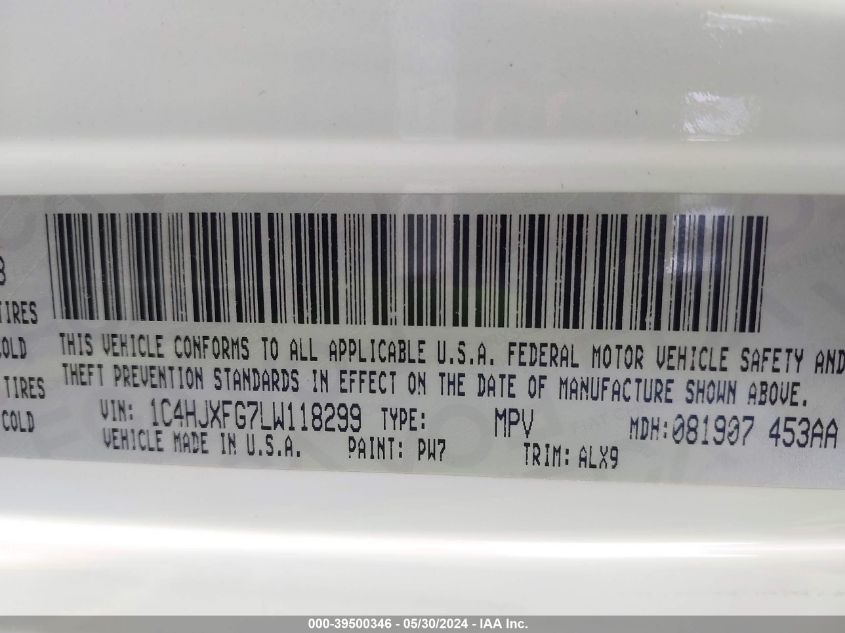 8
TIRES
COLD
TIRES
COLD
THIS VEHICLE CONFORMS TO ALL APPLICABLE U.S.A. FEDERAL MOTOR VEHICLE SAFETY AND
THEFT PREVENTION STANDARDS IN EFFECT ON THE DATE OF MANUFACTURE SHOWN ABOVE.
VIN: 1C4HJXFG7LW118299 TYPE: MPV MDH:081907 453AA
VEHICLE MADE IN U.S.A. PAINT: PW7 TRIM: ALX9
000-39500346 - 05/30/2024 - IAA Inc.